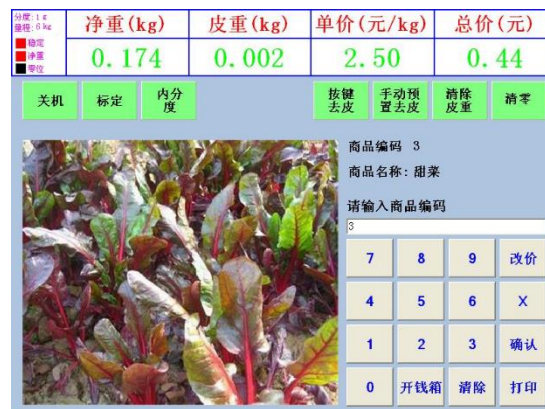 分度:1g
量程:6kg
稳定
净重
零位
净重(kg) 皮重(kg) 单价(元/kg) 总价(元)
0.174 0.002 2.50 0.44
关机 标定 内分度 按键去皮 手动预置去皮 清除皮重 清零
商品编码 3
商品名称:甜菜
请输入商品编码
3
7 8 9 改价
4 5 6 X
1 2 3 确认
0 开钱箱 清除 打印